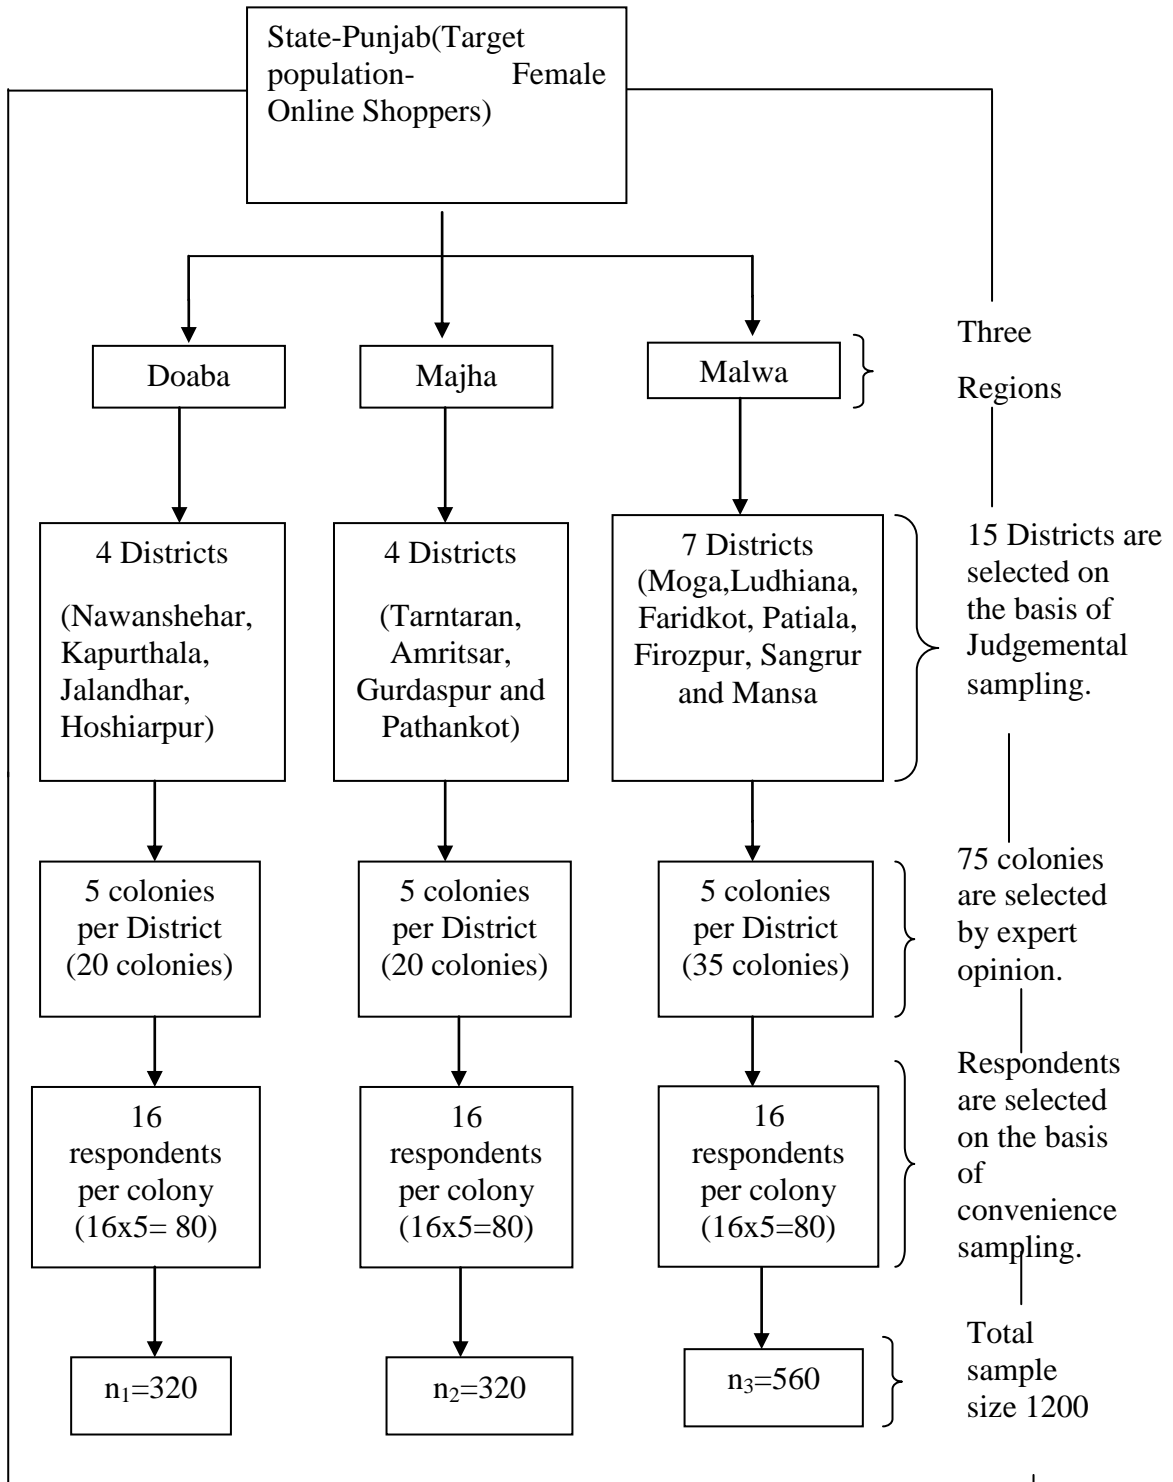 State-Punjab(Target
population- Female
Online Shoppers)
Doaba
Majha
Malwa
Three
Regions
4 Districts
(Nawanshehar,
Kapurthala,
Jalandhar,
Hoshiarpur)
4 Districts
(Tarntaran,
Amritsar,
Gurdaspur and
Pathankot)
7 Districts
(Moga,Ludhiana,
Faridkot, Patiala,
Firozpur, Sangrur
and Mansa
15 Districts are
selected on
the basis of
Judgemental
sampling.
5 colonies
per District
(20 colonies)
5 colonies
per District
(20 colonies)
5 colonies
per District
(35 colonies)
75 colonies
are selected
by expert
opinion.
16
respondents
per colony
(16x5= 80)
16
respondents
per colony
(16x5=80)
16
respondents
per colony
(16x5=80)
Respondents
are selected
on the basis
of
convenience
sampling.
n₁=320
n₂=320
n₃=560
Total
sample
size 1200